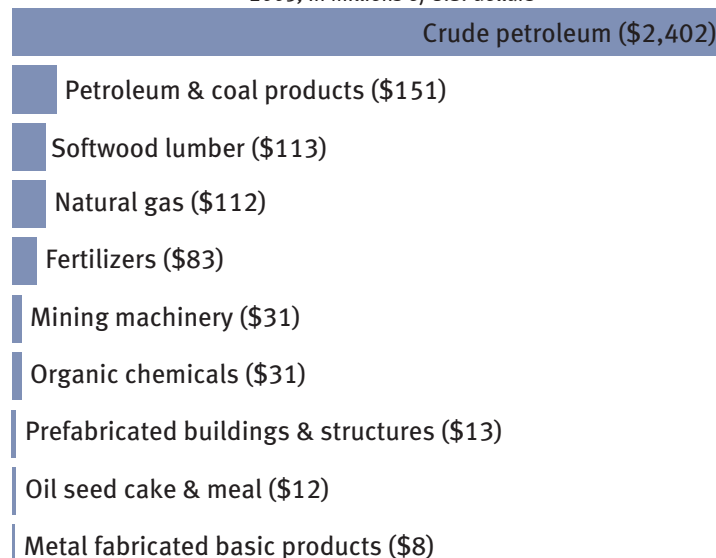 Crude petroleum ($2,402)
Petroleum & coal products ($151)
Softwood lumber ($113)
Natural gas ($112)
Fertilizers ($83)
Mining machinery ($31)
Organic chemicals ($31)
Prefabricated buildings & structures ($13)
Oil seed cake & meal ($12)
Metal fabricated basic products ($8)